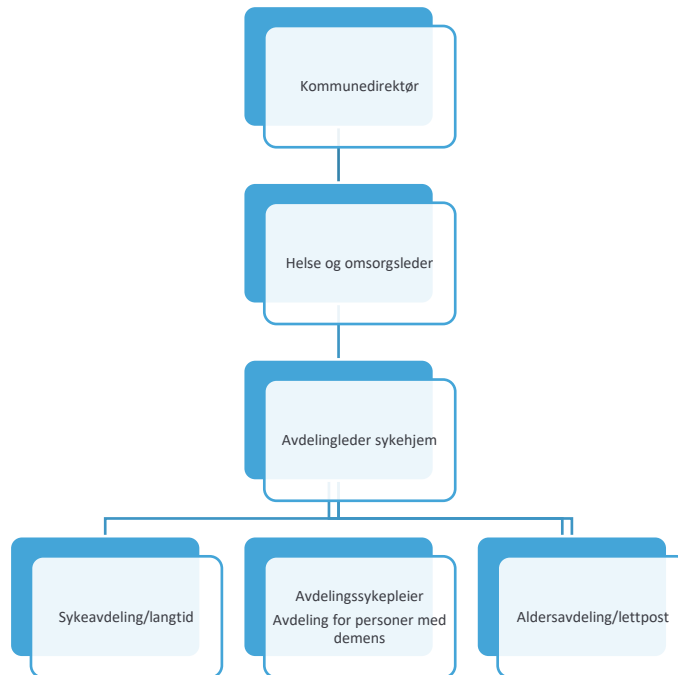 Kommunedirektør
Helse og omsorgsleder
Avdelingleder sykehjem
Sykeavdeling/langtid
Avdelingssykepleier
Avdeling for personer med
demens
Aldersavdeling/lettpost